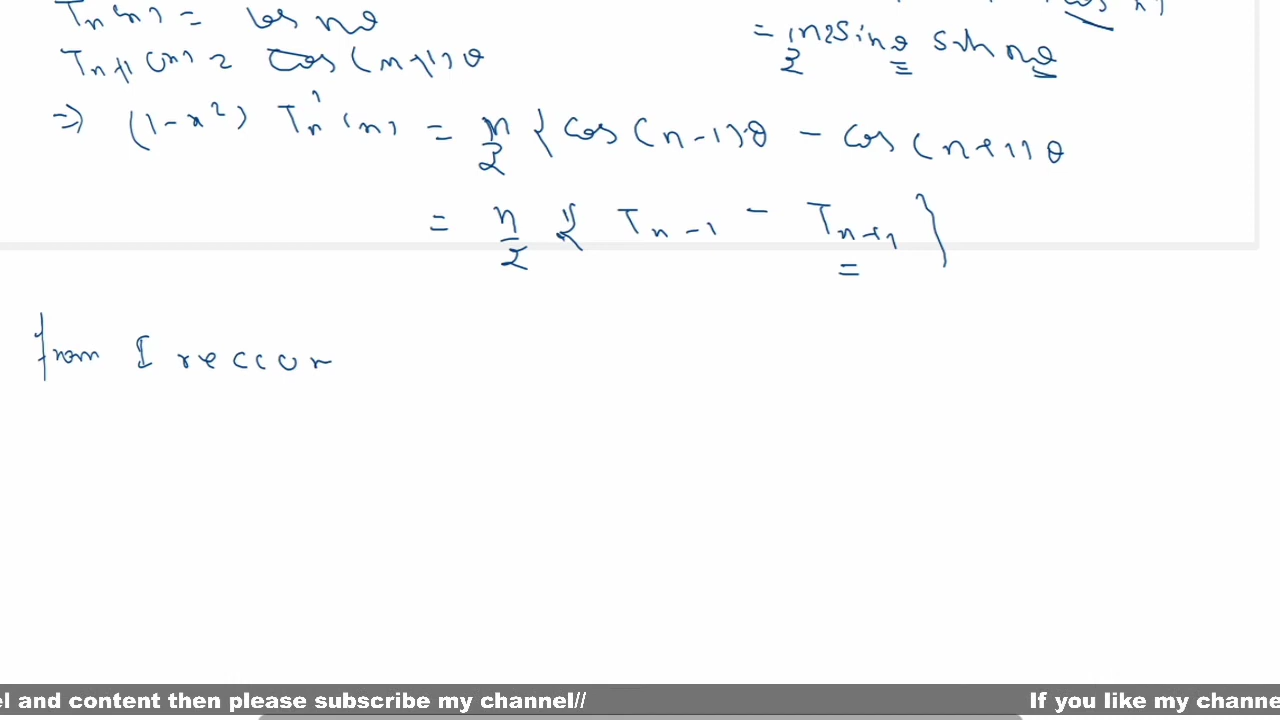 Tn(x) = cos nθ
Tn+1(x) = cos(n+1)θ
= n/2 2 sin θ sin nθ
⇒ (1-x²) Tn'(x) = n/2 { cos(n-1)θ - cos(n+1)θ
= n/2 { Tn-1 - Tn+1 }
from I reccur
el and content then please subscribe my channel// If you like my channe